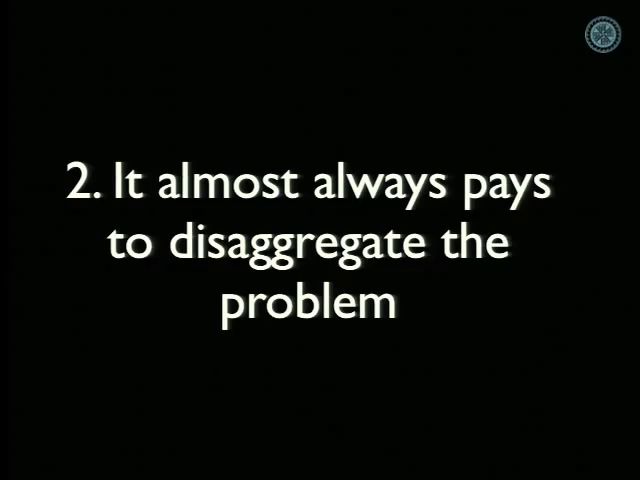 2. It almost always pays
to disaggregate the
problem